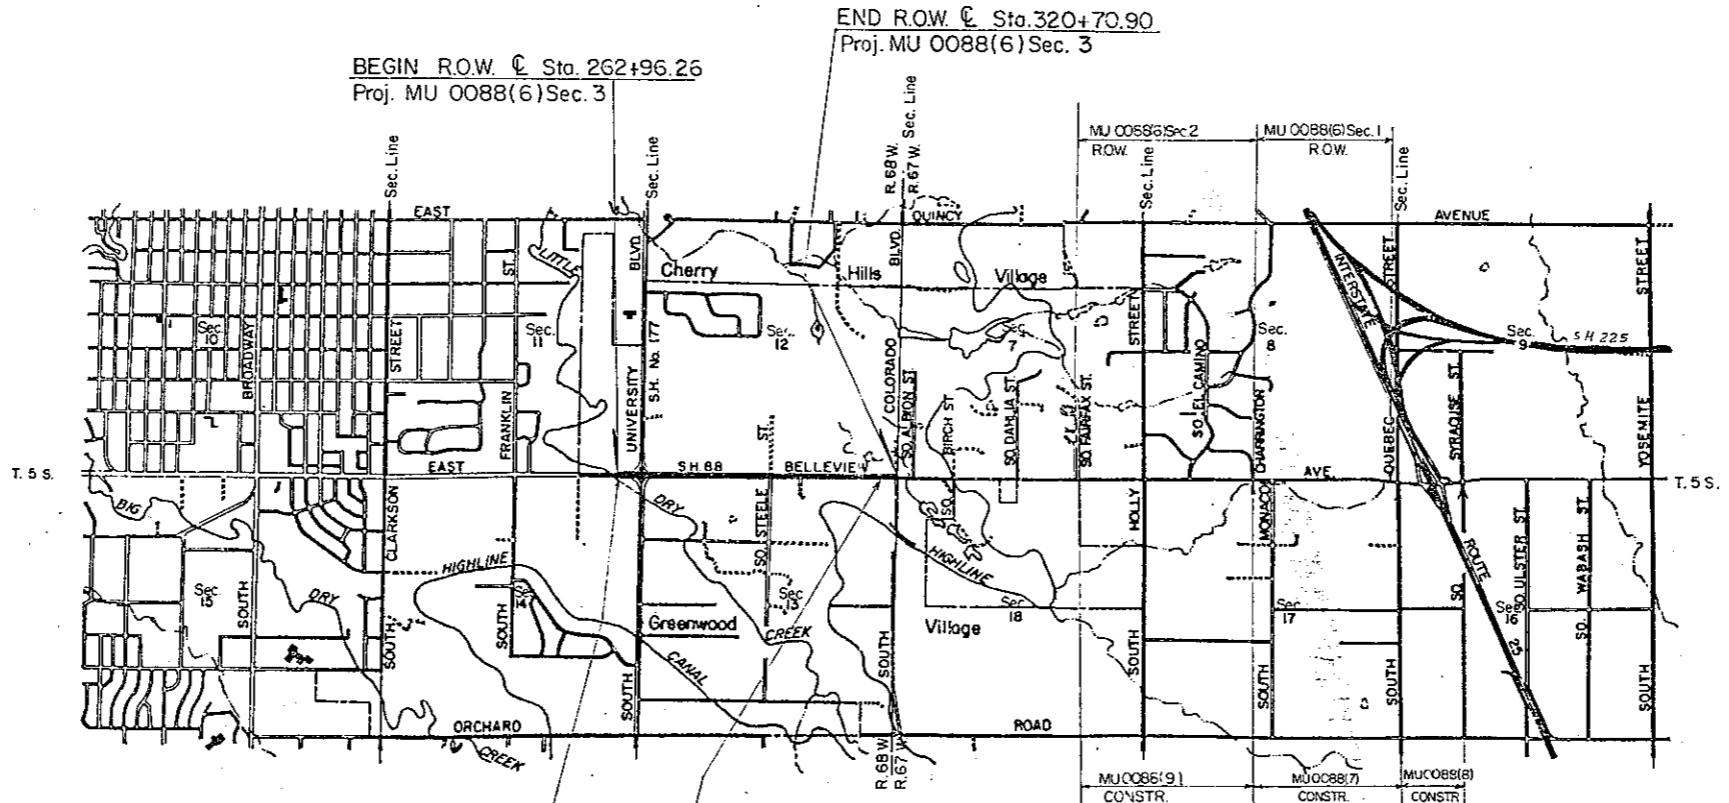 END R.O.W. ℄ Sta. 320+70.90
Proj. MU 0088(6) Sec. 3
BEGIN R.O.W. ℄ Sta. 262+96.26
Proj. MU 0088(6) Sec. 3
Sec. Line
Sec. Line
R. 68 W.
R. 67 W. Sec. Line
MU 0088(6) Sec. 2
R.O.W.
Sec. Line
MU 0088(6) Sec. 1
R.O.W.
Sec. Line
EAST
QUINCY
AVENUE
ST.
LITTLE
BLVD.
BLVD.
STREET
STREET
Cherry
Hills
Village
INTERSTATE
Sec. 10
BROADWAY
STREET
Sec. 11
S.H. No. 177
Sec. 12
COLORADO
Sec. 7
STREET
Sec. 8
Sec. 9
SH 225
FRANKLIN
UNIVERSITY
SO. ALBION ST.
BIRCH ST.
SO. DAHLIA ST.
SO. FAIRFAX ST.
SO. EL CAMINO
CHARRINGTON
QUEBEC
SYRACUSE ST.
YOSEMITE
T. 5 S.
EAST
S.H. 88
BELLEVIEW
AVE.
T. 5 S.
BIG
DRY
CLARKSON
SO. STEELE ST.
SO.
HOLLY
MONACO
HIGHLINE
HIGHLINE
ROUTE
SO. ULSTER ST.
SO. WABASH ST.
Sec. 15
SOUTH
DRY
Sec. 14
Sec. 13
Sec. 18
Sec. 17
SO.
Sec. 16
Greenwood
CREEK
Village
SOUTH
SOUTH
CANAL
SOUTH
SOUTH
SOUTH
SOUTH
SOUTH
SOUTH
ORCHARD
ROAD
CREEK
R. 68 W.
R. 67 W.
MU 0086(9)
CONSTR.
MU 0088(7)
CONSTR.
MU 0088(8)
CONSTR